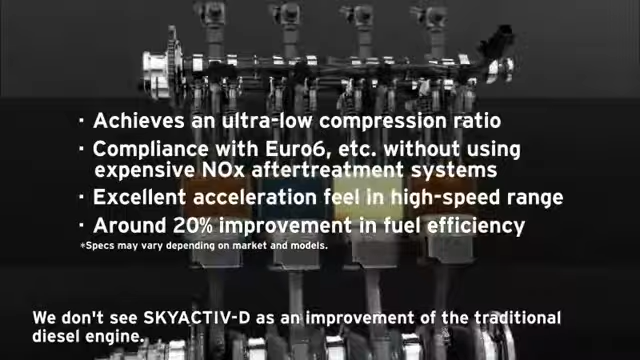 · Achieves an ultra-low compression ratio
· Compliance with Euro6, etc. without using
expensive NOx aftertreatment systems
· Excellent acceleration feel in high-speed range
· Around 20% improvement in fuel efficiency
*Specs may vary depending on market and models.
We don't see SKYACTIV-D as an improvement of the traditional
diesel engine.